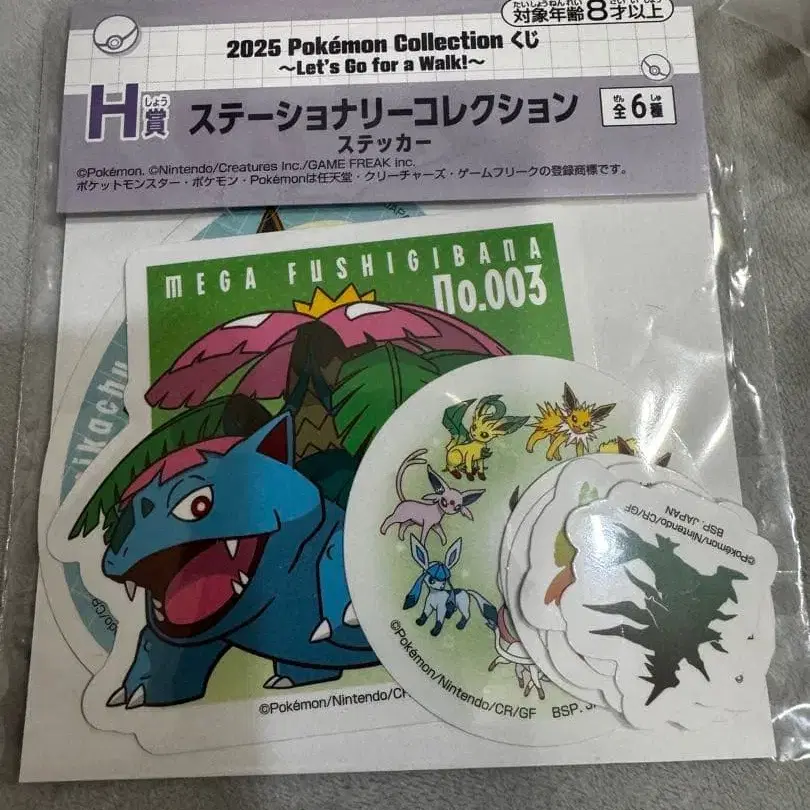 対象年齢8才以上
たいしょうねんれい さいいじょう
2025 Pokémon Collection くじ
～Let's Go for a Walk!～
H賞 ステーショナリーコレクション 全6種
しょう ぜん しゅ
ステッカー
©Pokémon. ©Nintendo/Creatures Inc./GAME FREAK inc.
ポケットモンスター・ポケモン・Pokémonは任天堂・クリーチャーズ・ゲームフリークの登録商標です。
MEGA FUSHIGIBANA
No.003
ikachu
©Pokémon/Nintendo/CR/GF
BSP. JAPAN
©Pokémon/Nintendo/CR/GF BSP. J
©Pokémon/Nintendo/CR